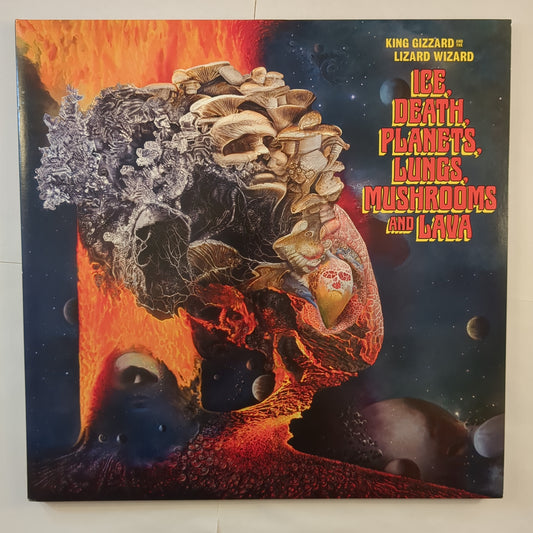 KING GIZZARD AND THE
LIZARD WIZARD
ICE,
DEATH,
PLANETS,
LUNGS,
MUSHROOMS
AND LAVA